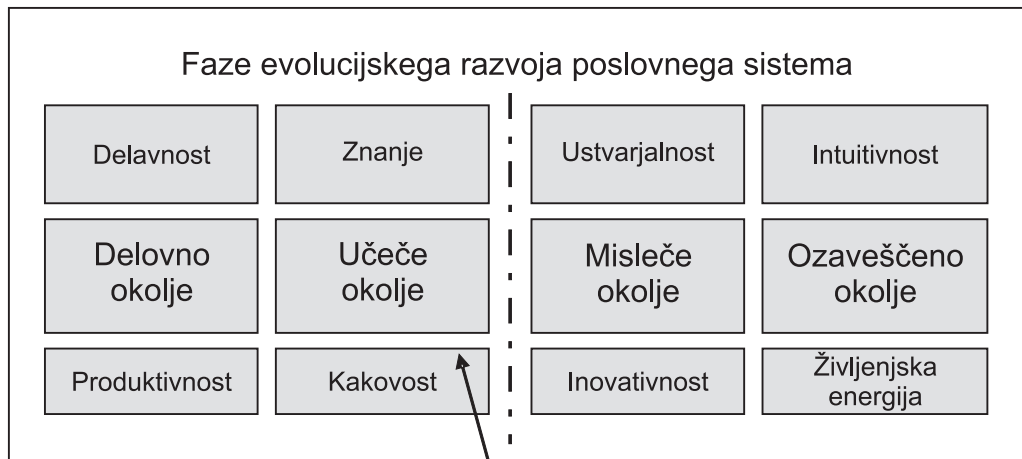 Faze evolucijskega razvoja poslovnega sistema
Delavnost
Znanje
Ustvarjalnost
Intuitivnost
Delovno
okolje
Učeče
okolje
Misleče
okolje
Ozaveščeno
okolje
Produktivnost
Kakovost
Inovativnost
Življenjska
energija